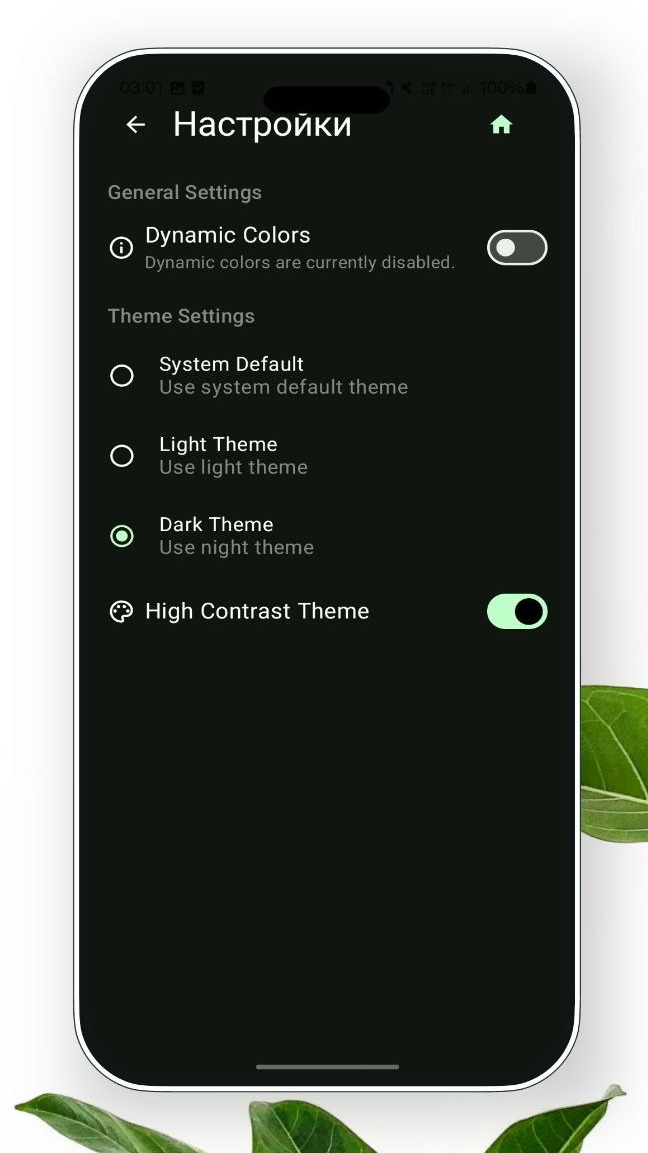 03:01 100%
Настройки
General Settings
Dynamic Colors
Dynamic colors are currently disabled.
Theme Settings
System Default
Use system default theme
Light Theme
Use light theme
Dark Theme
Use night theme
High Contrast Theme